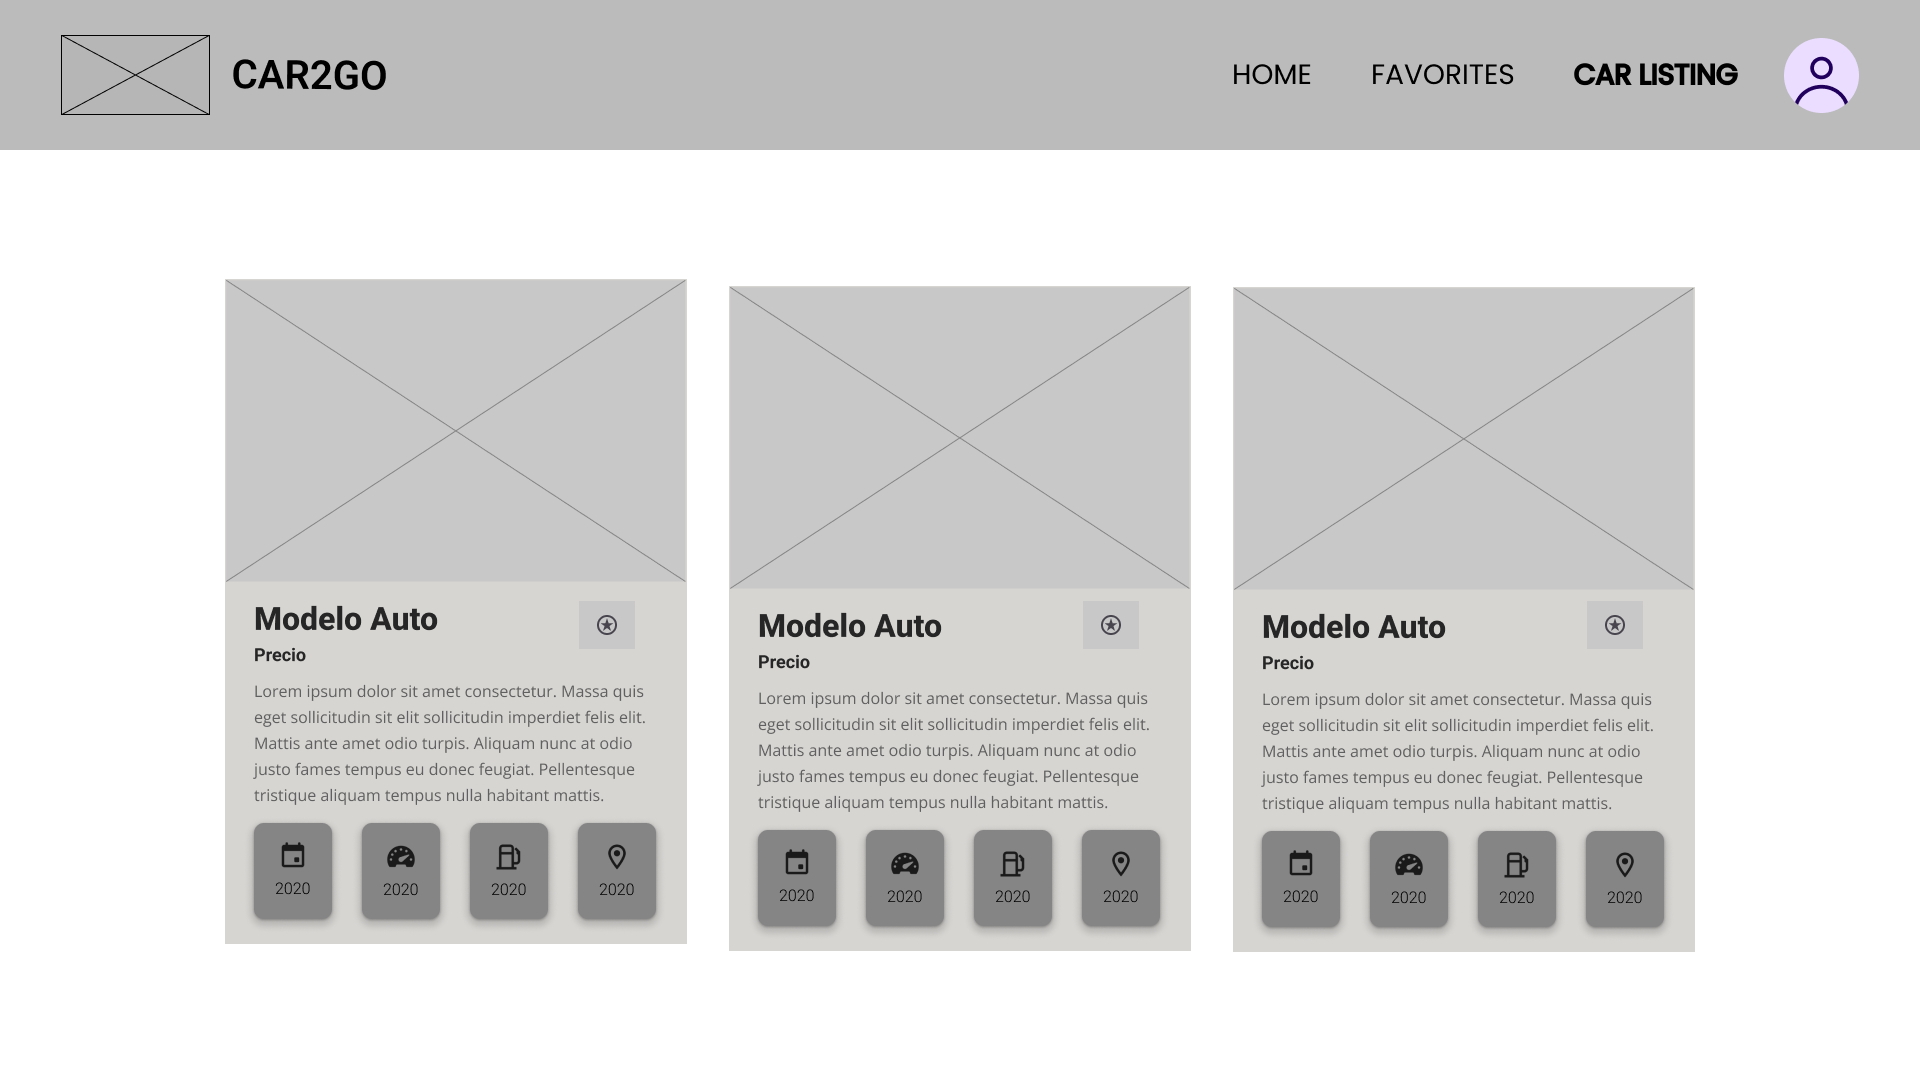 CAR2GO
HOME FAVORITES CAR LISTING
Modelo Auto
Precio
Lorem ipsum dolor sit amet consectetur. Massa quis
eget sollicitudin sit elit sollicitudin imperdiet felis elit.
Mattis ante amet odio turpis. Aliquam nunc at odio
justo fames tempus eu donec feugiat. Pellentesque
tristique aliquam tempus nulla habitant mattis.
2020 2020 2020 2020
Modelo Auto
Precio
Lorem ipsum dolor sit amet consectetur. Massa quis
eget sollicitudin sit elit sollicitudin imperdiet felis elit.
Mattis ante amet odio turpis. Aliquam nunc at odio
justo fames tempus eu donec feugiat. Pellentesque
tristique aliquam tempus nulla habitant mattis.
2020 2020 2020 2020
Modelo Auto
Precio
Lorem ipsum dolor sit amet consectetur. Massa quis
eget sollicitudin sit elit sollicitudin imperdiet felis elit.
Mattis ante amet odio turpis. Aliquam nunc at odio
justo fames tempus eu donec feugiat. Pellentesque
tristique aliquam tempus nulla habitant mattis.
2020 2020 2020 2020